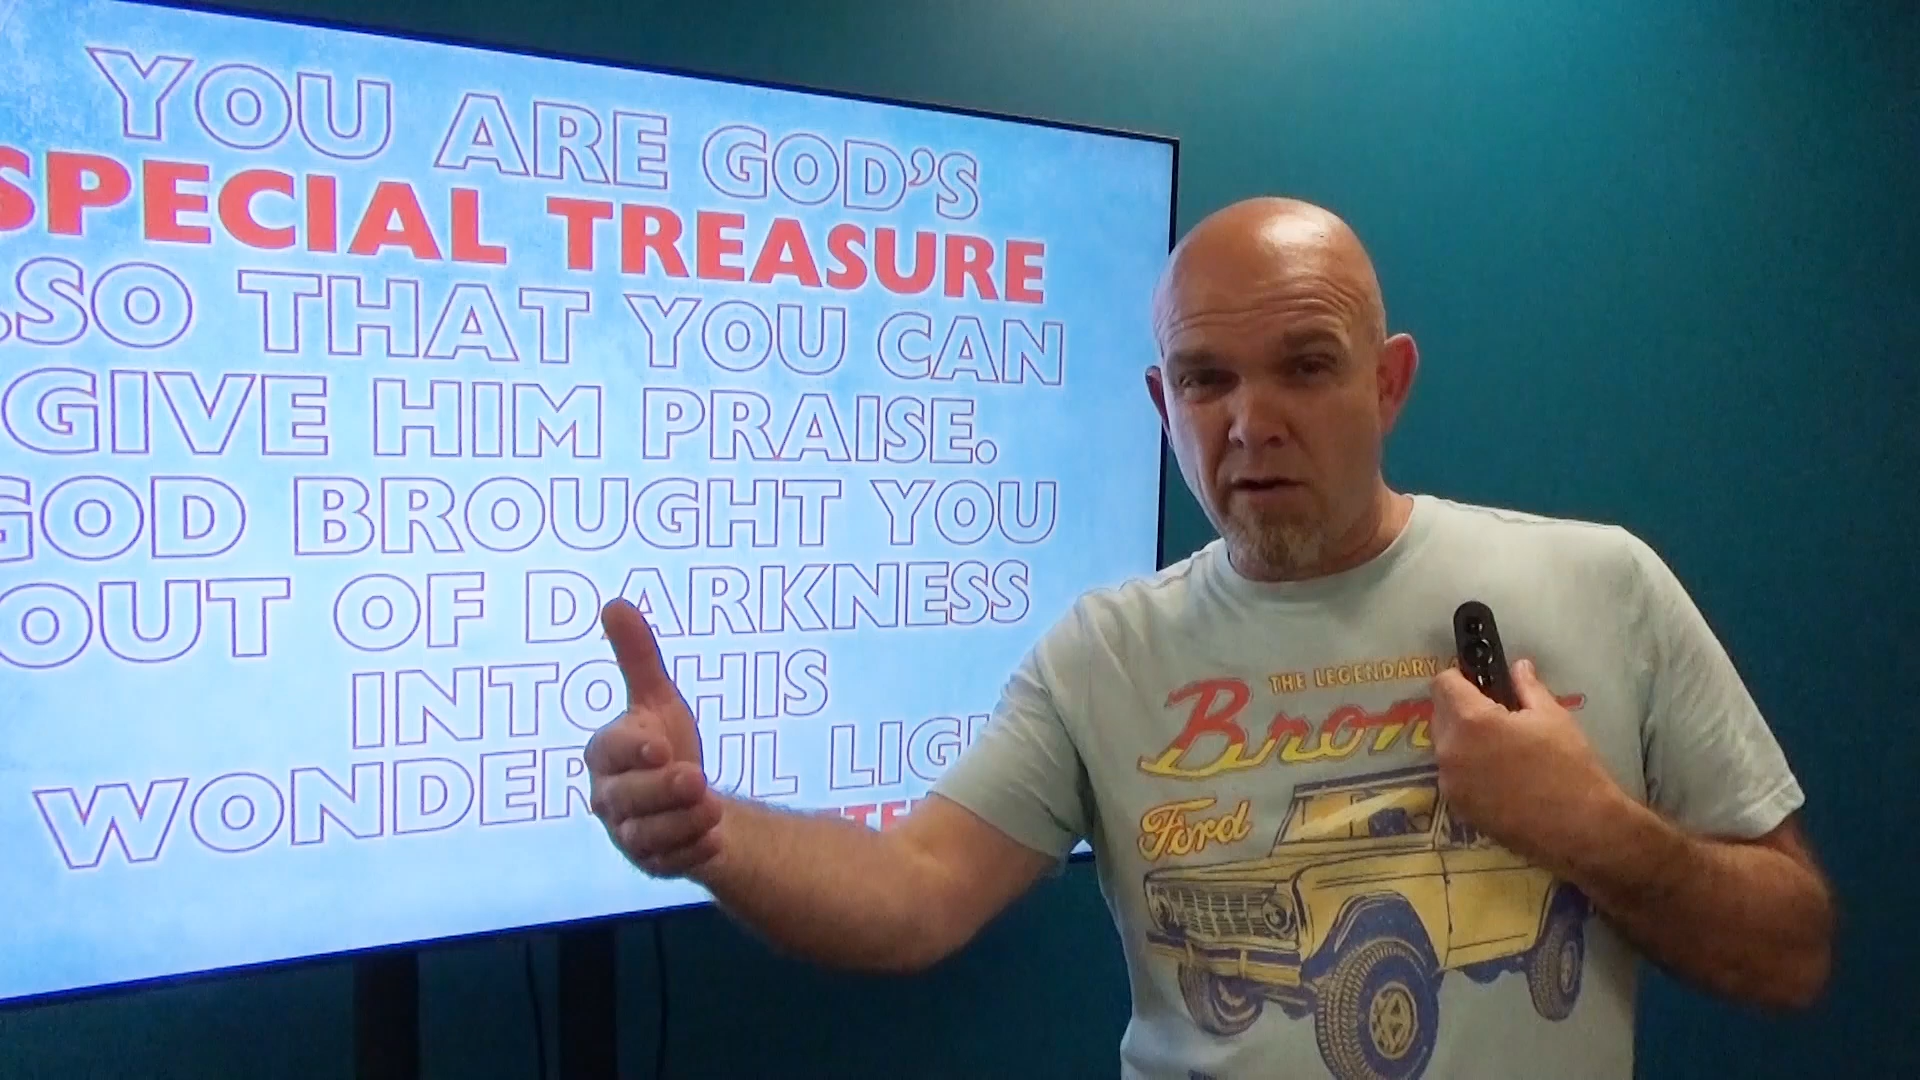 YOU ARE GOD'S
SPECIAL TREASURE
.SO THAT YOU CAN
GIVE HIM PRAISE.
GOD BROUGHT YOU
OUT OF DARKNESS
INTO HIS
THE LEGENDARY
Ford